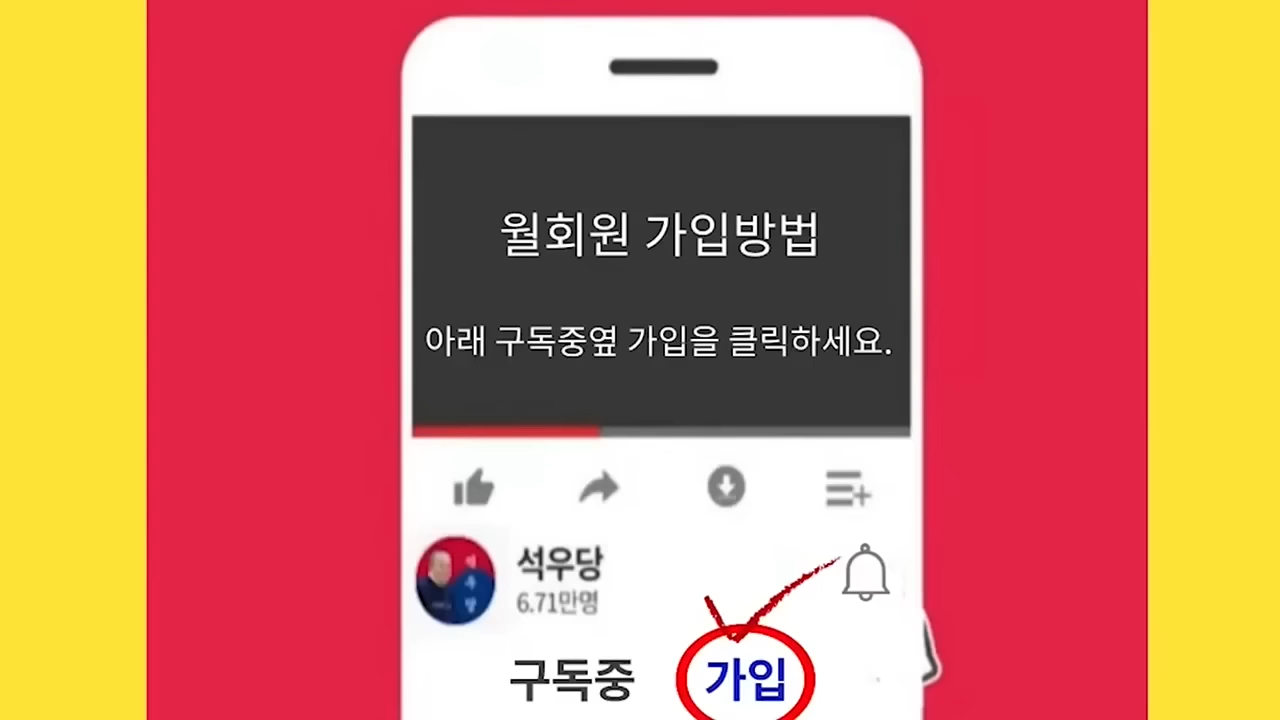 월회원 가입방법
아래 구독중옆 가입을 클릭하세요.
석우당
6.71만명
구독중 가입